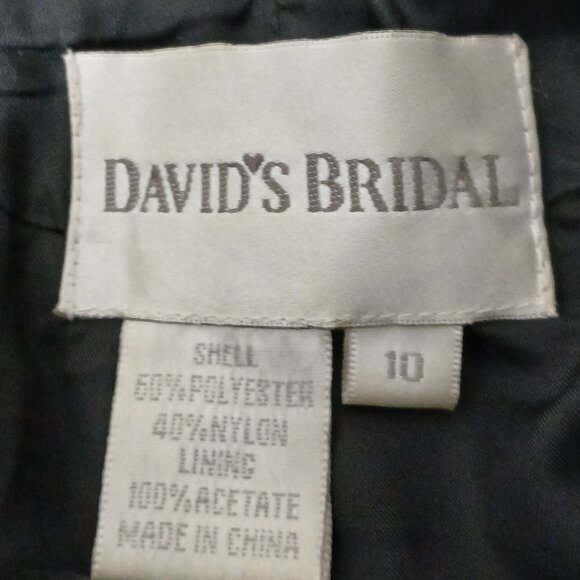 DAVID'S BRIDAL
10
SHELL
60%POLYESTER
40%NYLON
LINING
100%ACETATE
MADE IN CHINA